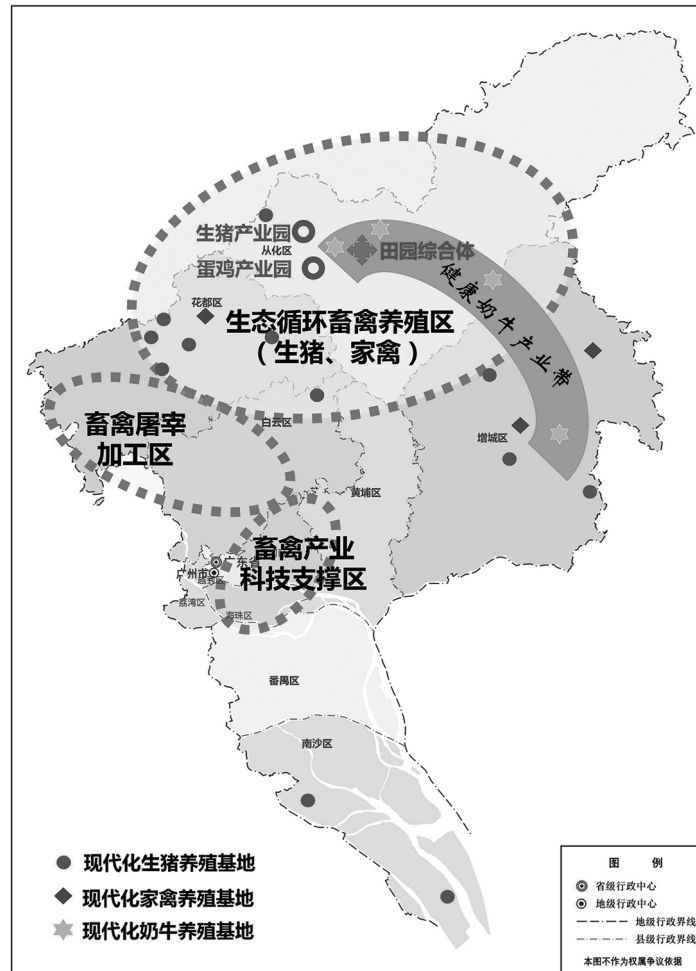 生猪产业园
从化区
田园综合体
蛋鸡产业园
健康奶牛产业带
花都区
生态循环畜禽养殖区
（生猪、家禽）
畜禽屠宰
加工区
白云区
增城区
黄埔区
畜禽产业
科技支撑区
广东省
广州市
越秀区
荔湾区
海珠区
番禺区
南沙区
现代化生猪养殖基地
现代化家禽养殖基地
现代化奶牛养殖基地
图 例
省级行政中心
地级行政中心
地级行政界线
县级行政界线
本图不作为权属争议依据